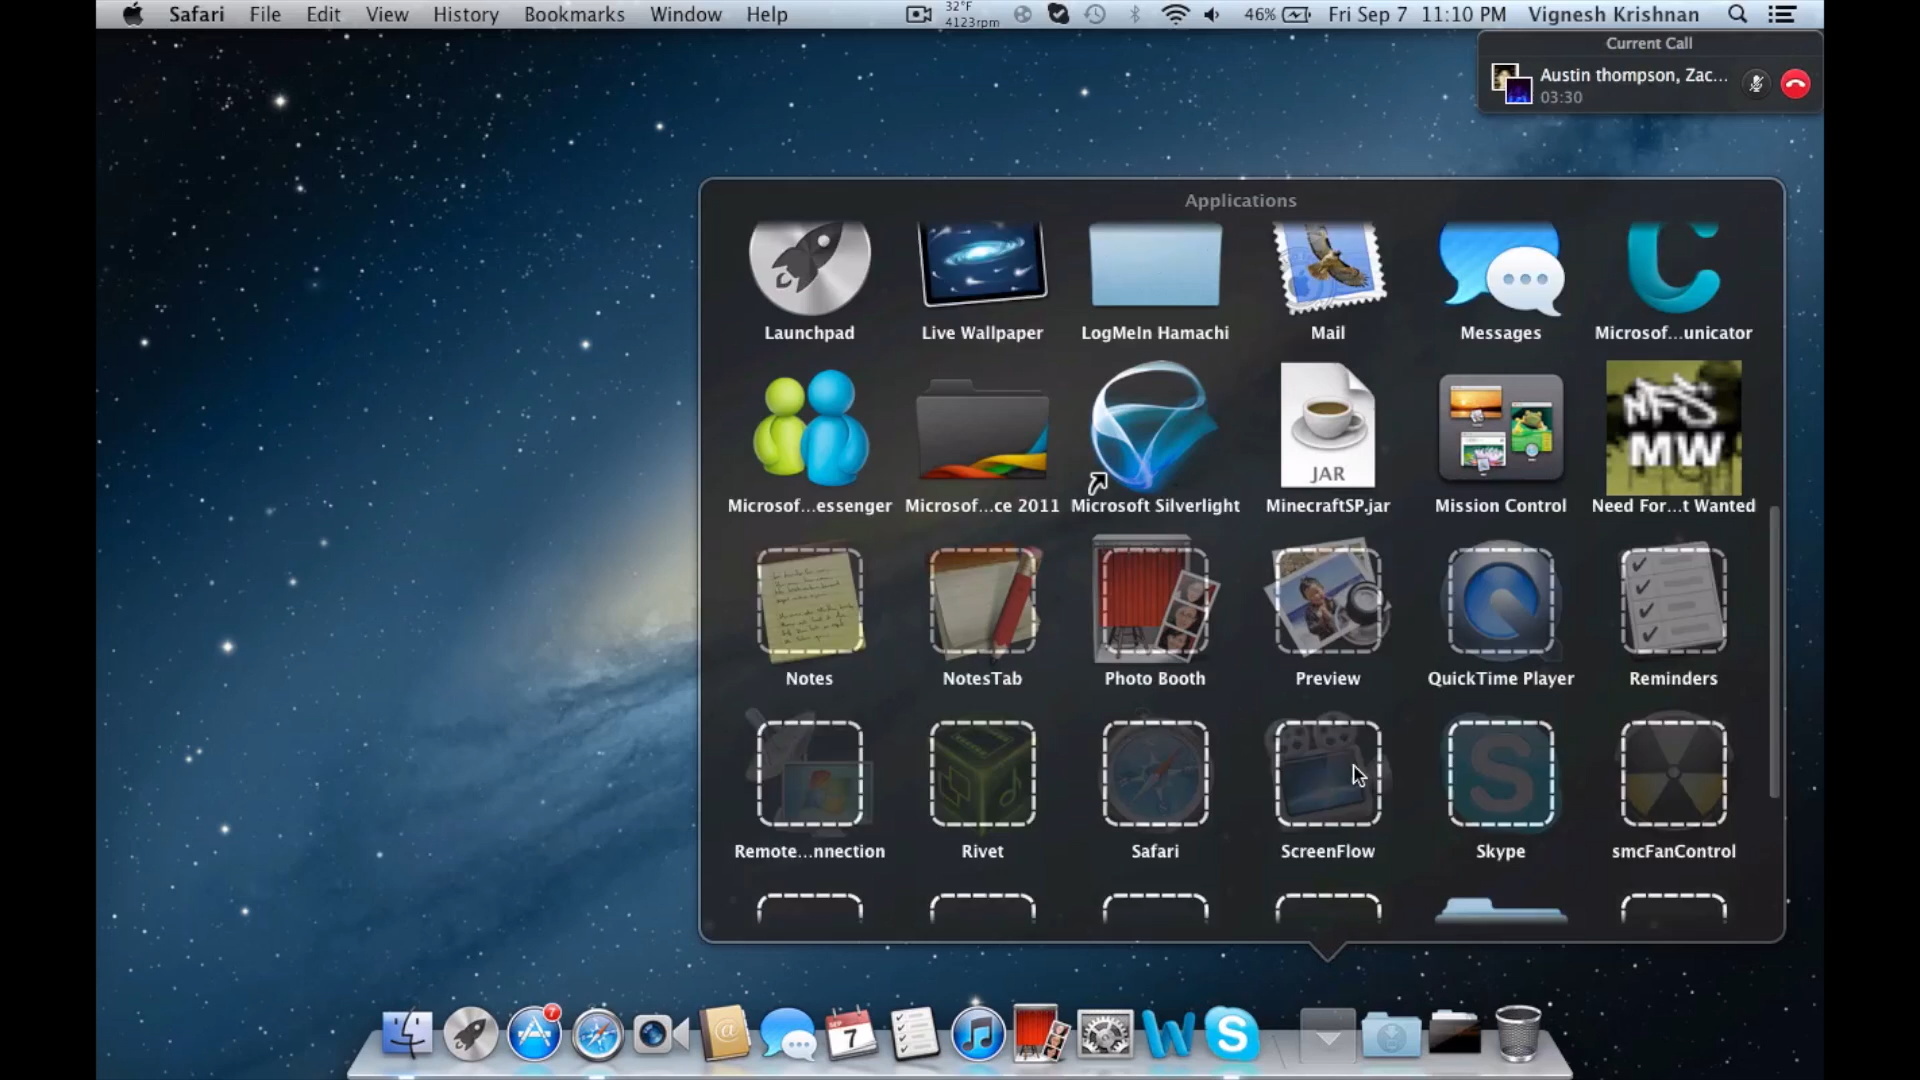 Safari File Edit View History Bookmarks Window Help 32°F 4123rpm 46% Fri Sep 7 11:10 PM Vignesh Krishnan
Current Call
Austin thompson, Zac...
03:30
Applications
Launchpad Live Wallpaper LogMeIn Hamachi Mail Messages Microsof...unicator
JAR
NFS
MW
Microsof...essenger Microsof...ce 2011 Microsoft Silverlight MinecraftSP.jar Mission Control Need For...t Wanted
Notes NotesTab Photo Booth Preview QuickTime Player Reminders
Remote...nnection Rivet Safari ScreenFlow Skype smcFanControl
7
SEP
7